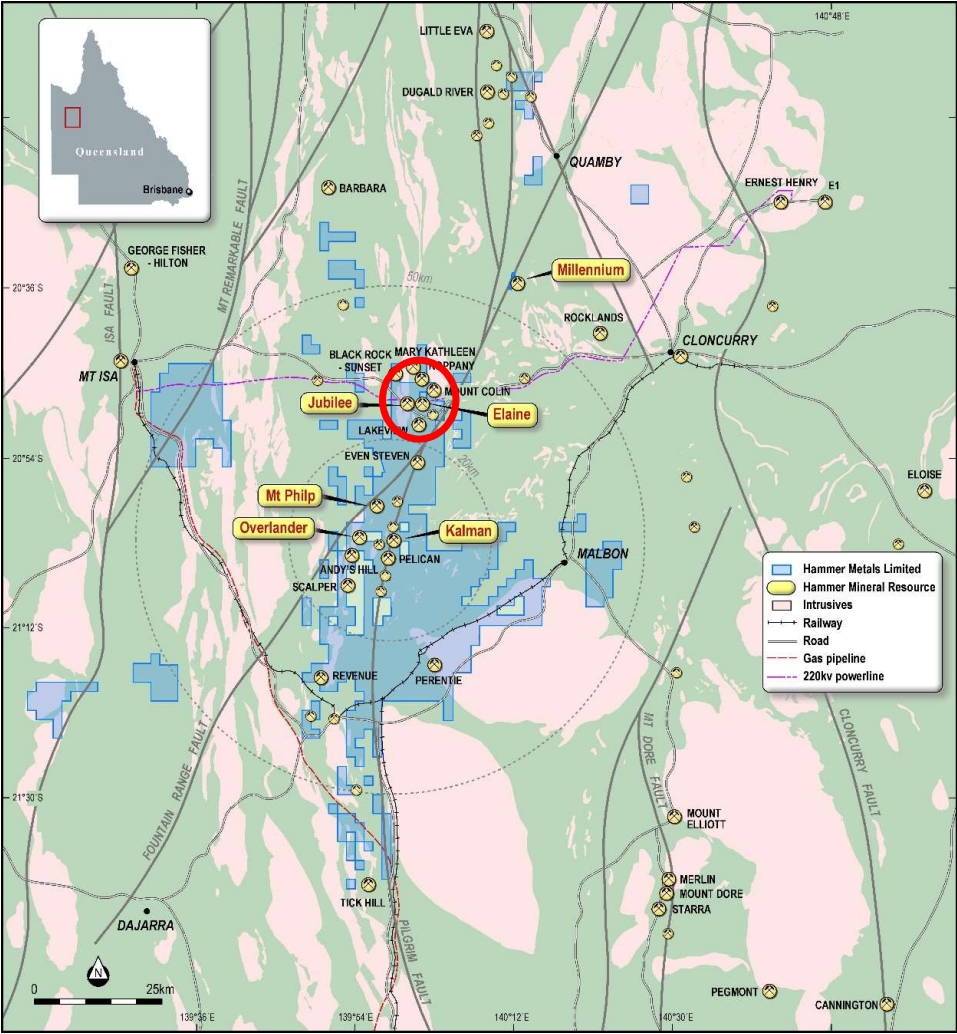 140°48'E
LITTLE EVA
DUGALD RIVER
QUAMBY
Queensland
Brisbane
BARBARA
ERNEST HENRY
E1
MT REMARKABLE FAULT
GEORGE FISHER
- HILTON
ISA FAULT
50km
Millennium
20°36'S
ROCKLANDS
CLONCURRY
BLACK ROCK
- SUNSET
MARY KATHLEEN
MT ISA
MOUNT COLIN
Jubilee
Elaine
LAKEVIEW
EVEN STEVEN
20km
20°54'S
ELOISE
Mt Philp
Overlander
Kalman
MALBON
PELICAN
ANDY'S HILL
SCALPER
Hammer Metals Limited
Hammer Mineral Resource
Intrusives
Railway
Road
Gas pipeline
220kv powerline
21°12'S
REVENUE
PERENTIE
FOUNTAIN RANGE FAULT
MT DORE FAULT
CLONCURRY FAULT
21°30'S
MOUNT
ELLIOTT
MERLIN
MOUNT DORE
STARRA
TICK HILL
DAJARRA
PILGRIM FAULT
N
0 25km
PEGMONT
CANNINGTON
139°36'E
139°54'E
140°12'E
140°30'E